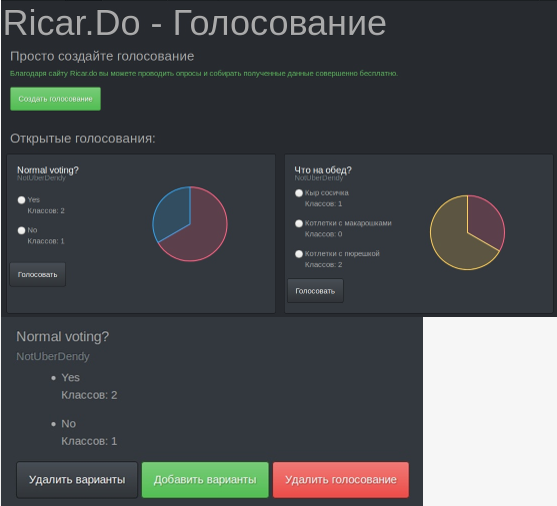 Ricar.Do - Голосование
Просто создайте голосование
Благодаря сайту Ricar.do вы можете проводить опросы и собирать полученные данные совершенно бесплатно.
Создать голосование
Открытые голосования:
Normal voting?
NotUberDendy
Yes
Классов: 2
No
Классов: 1
Голосовать
Что на обед?
NotUberDendy
Кыр сосичка
Классов: 1
Котлетки с макарошками
Классов: 0
Котлетки с пюрешкой
Классов: 2
Голосовать
Normal voting?
NotUberDendy
Yes
Классов: 2
No
Классов: 1
Удалить варианты
Добавить варианты
Удалить голосование